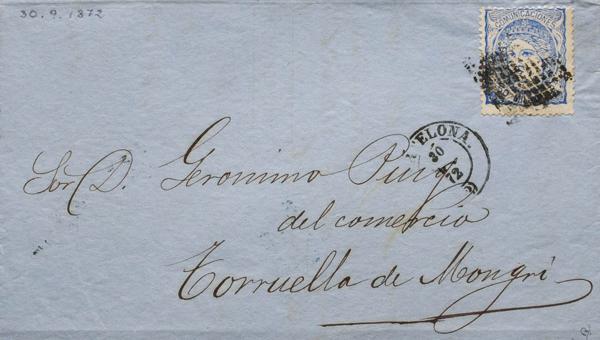 30.9.1872
COMUNICACIONES
ELONA.
30
72
Sor. D. Geronimo Puig
del comercio
Torruella de Mongri